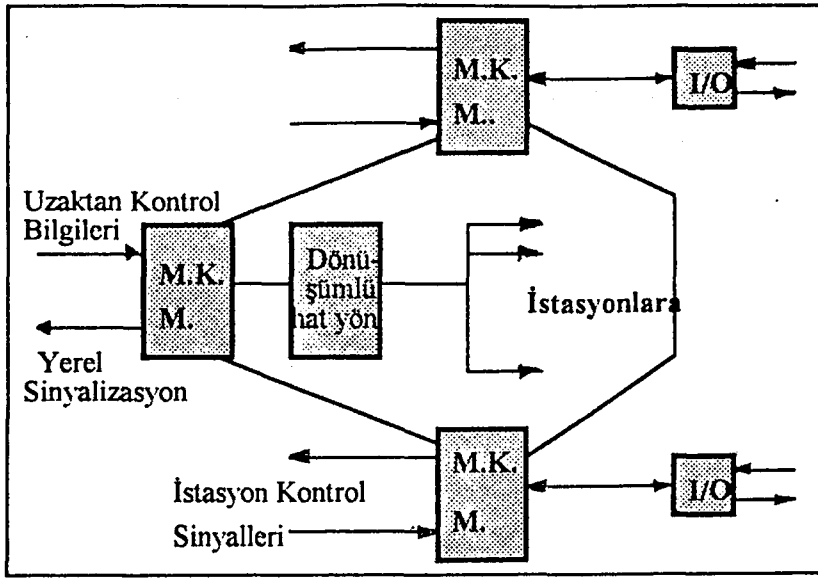 M.K.
M..
I/O
Uzaktan Kontrol
Bilgileri
M.K.
M.
Dönü-
şümlü
hat yön
İstasyonlara
Yerel
Sinyalizasyon
M.K.
M.
I/O
İstasyon Kontrol
Sinyalleri